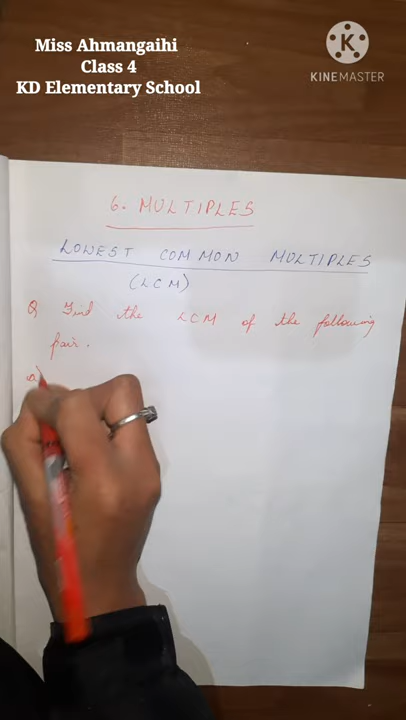 Miss Ahmangaihi
Class 4
KD Elementary School
K
KINEMASTER
6. MULTIPLES
LOWEST COMMON MULTIPLES
(LCM)
Q Find the LCM of the following
pair.
a)